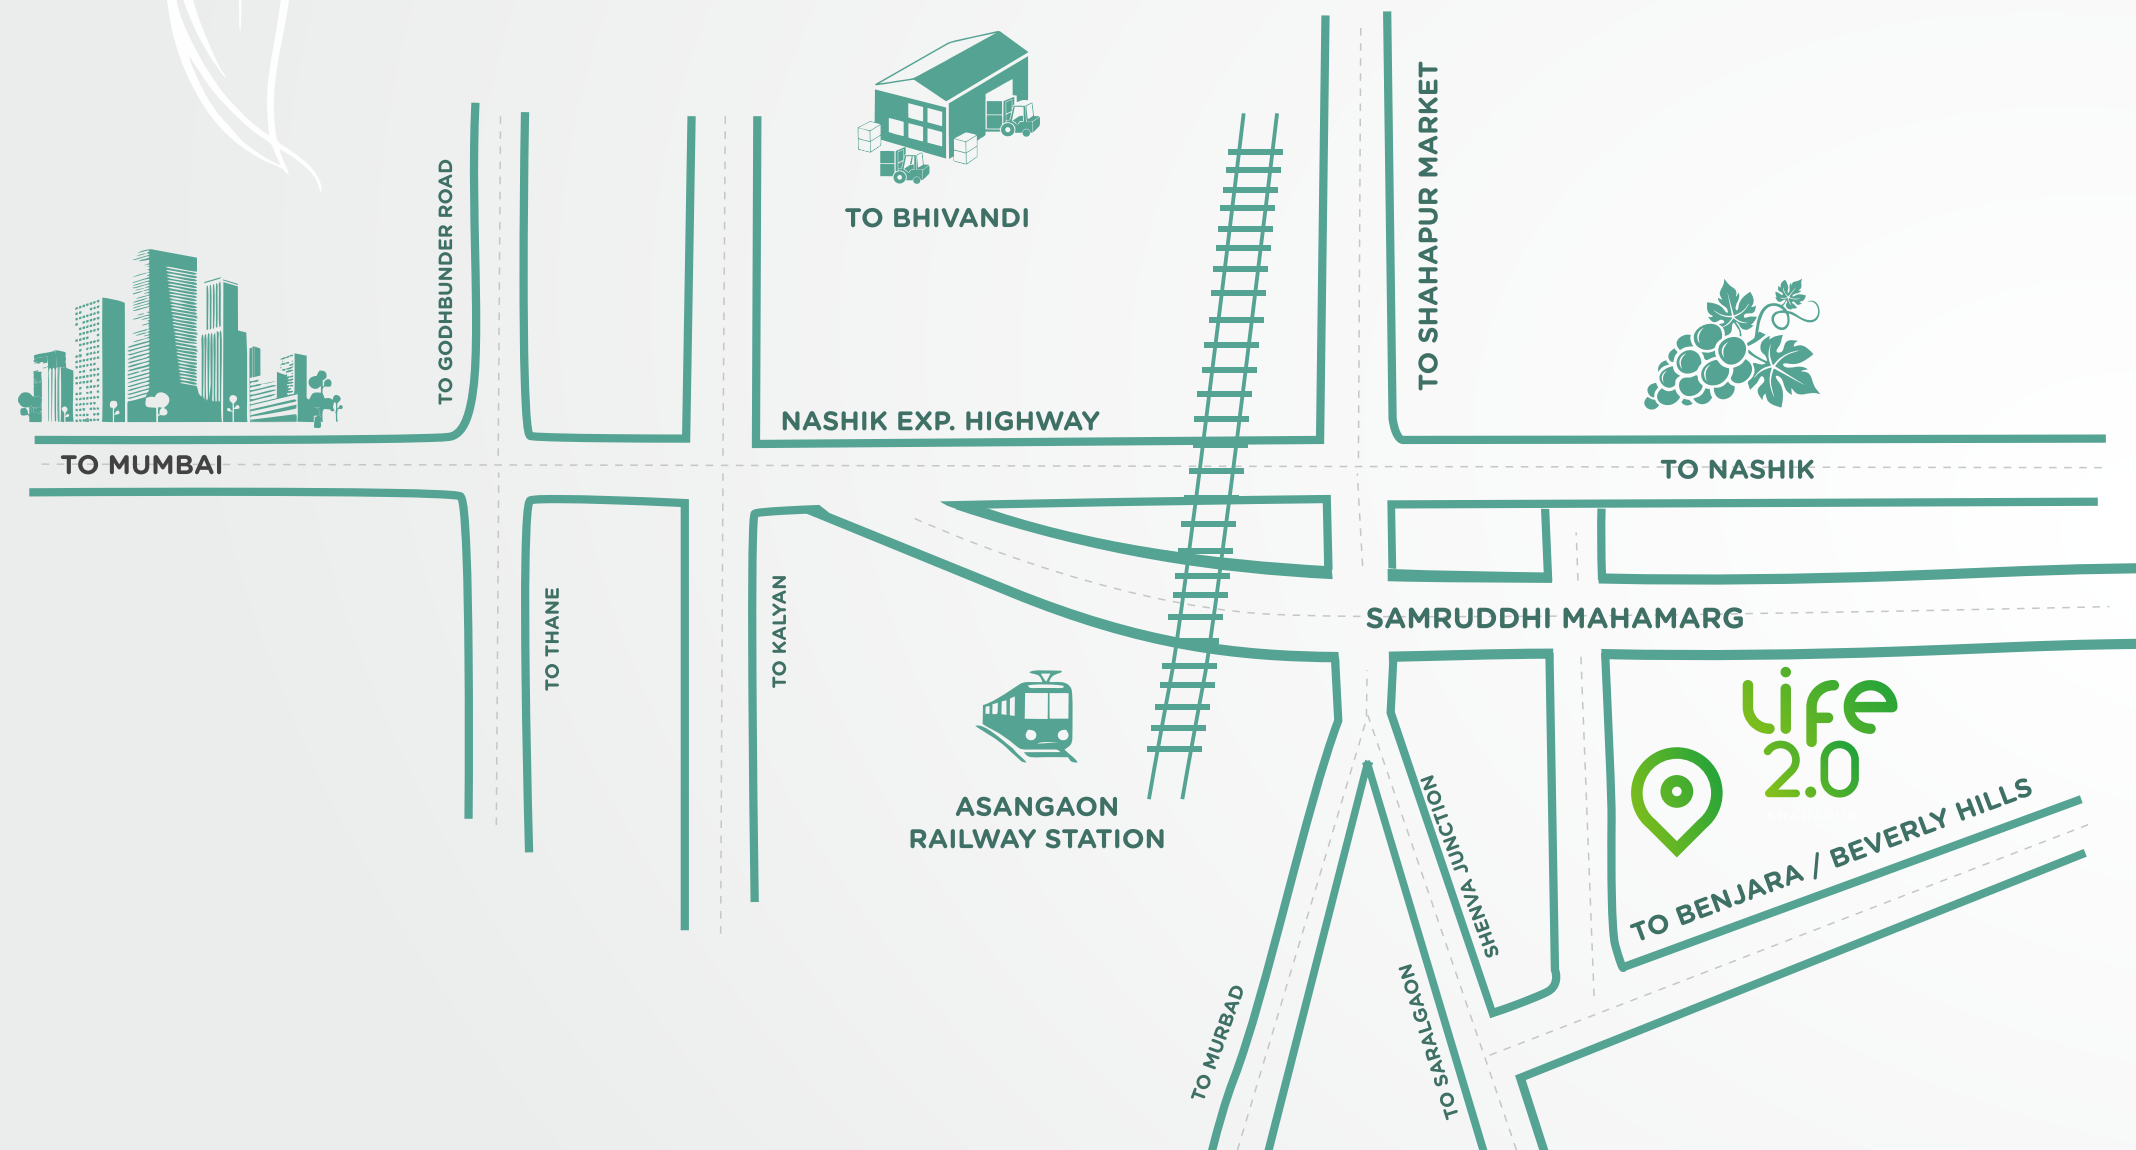 TO SHAHAPUR MARKET
TO GODHBUNDER ROAD
TO BHIVANDI
NASHIK EXP. HIGHWAY
TO MUMBAI
TO NASHIK
TO THANE
TO KALYAN
SAMRUDDHI MAHAMARG
Life
2.0
ASANGAON
RAILWAY STATION
SHENVA JUNCTION
TO BENJARA / BEVERLY HILLS
TO MURBAD
TO SARALGAON